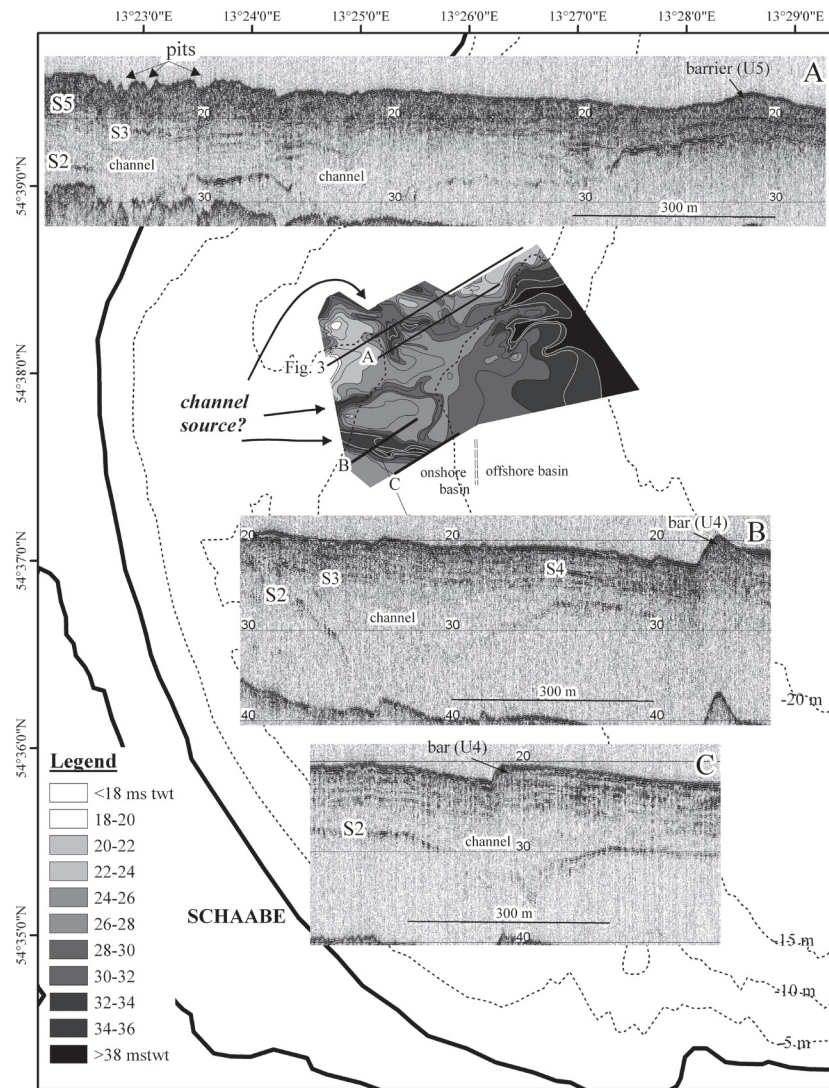 13°23'0"E 13°24'0"E 13°25'0"E 13°26'0"E 13°27'0"E 13°28'0"E 13°29'0"E
pits
barrier (U5)
A
S5
20 20 20 20
S3
S2
channel
channel
30 30 30
300 m
54°39'0"N
54°38'0"N
54°37'0"N
54°36'0"N
54°35'0"N
Fig. 3
A
channel
source?
B
C
onshore
basin
offshore basin
bar (U4)
B
20 20 20
S3
S4
S2
channel
30 30 30
300 m
40 40 40
-20 m
bar (U4)
C
20
S2
channel
30
300 m
40
Legend
<18 ms twt
18-20
20-22
22-24
24-26
26-28
28-30
30-32
32-34
34-36
>38 mstwt
SCHAABE
-15 m
-10 m
-5 m